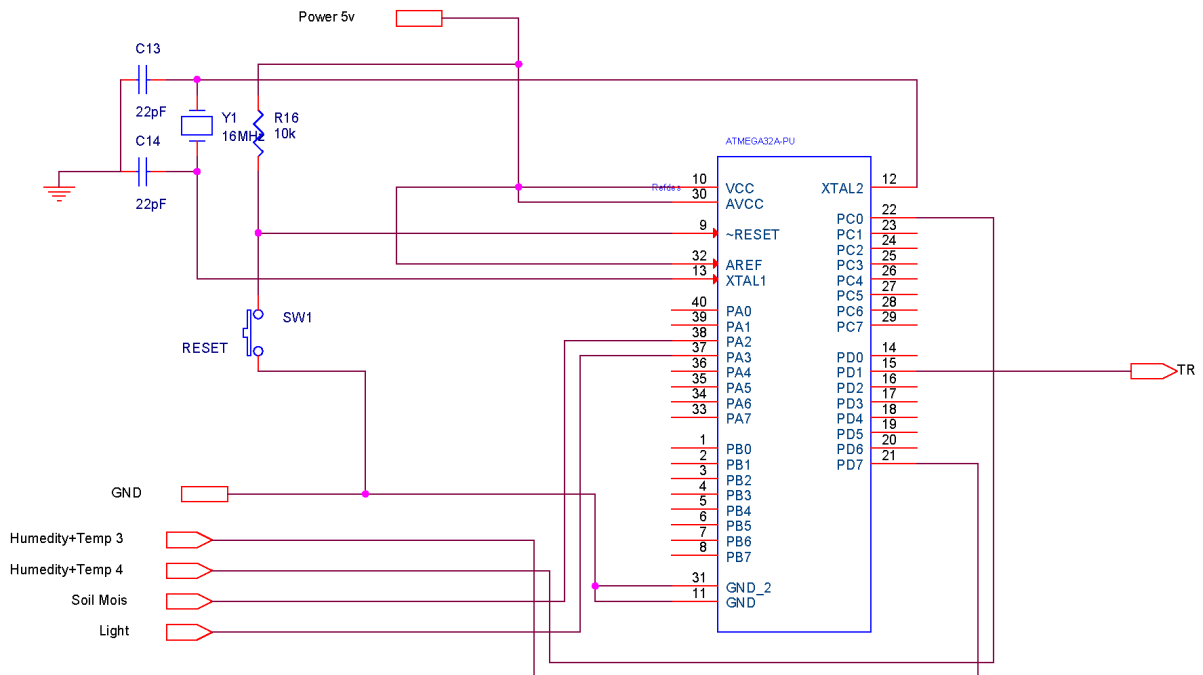 Power 5v
C13
22pF
Y1
16MHz
R16
10k
C14
22pF
ATMEGA32A-PU
Refdes
10 VCC
30 AVCC
9 ~RESET
32 AREF
13 XTAL1
40 PA0
39 PA1
38 PA2
37 PA3
36 PA4
35 PA5
34 PA6
33 PA7
1 PB0
2 PB1
3 PB2
4 PB3
5 PB4
6 PB5
7 PB6
8 PB7
31 GND_2
11 GND
XTAL2 12
PC0 22
PC1 23
PC2 24
PC3 25
PC4 26
PC5 27
PC6 28
PC7 29
PD0 14
PD1 15
PD2 16
PD3 17
PD4 18
PD5 19
PD6 20
PD7 21
TR
SW1
RESET
GND
Humedity+Temp 3
Humedity+Temp 4
Soil Mois
Light